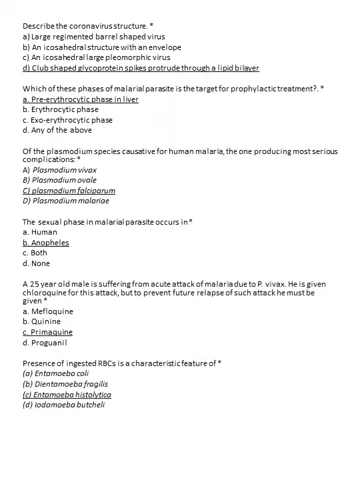 Describe the coronavirus structure. *
a) Large regimented barrel shaped virus
b) An icosahedral structure with an envelope
c) An icosahedral large pleomorphic virus
d) Club shaped glycoprotein spikes protrude through a lipid bilayer
Which of these phases of malarial parasite is the target for prophylactic treatment?. *
a. Pre-erythrocytic phase in liver
b. Erythrocytic phase
c. Exo-erythrocytic phase
d. Any of the above
Of the plasmodium species causative for human malaria, the one producing most serious
complications: *
A) Plasmodium vivax
B) Plasmodium ovale
C) plasmodium falciparum
D) Plasmodium malariae
The sexual phase in malarial parasite occurs in *
a. Human
b. Anopheles
c. Both
d. None
A 25 year old male is suffering from acute attack of malaria due to P. vivax. He is given
chloroquine for this attack, but to prevent future relapse of such attack he must be
given *
a. Mefloquine
b. Quinine
c. Primaquine
d. Proguanil
Presence of ingested RBCs is a characteristic feature of *
(a) Entamoeba coli
(b) Dientamoeba fragilis
(c) Entamoeba histolytica
(d) Iodamoeba butcheli